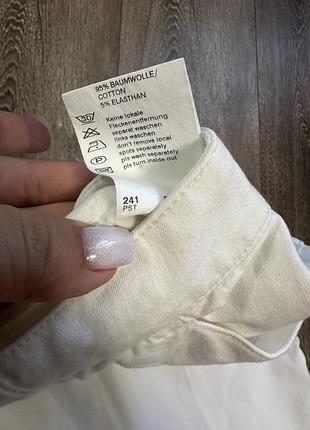 95% BAUMWOLLE/
COTTON
5% ELASTHAN
Keine lokale
Fleckenentfernung
separat waschen
links waschen
don't remove local
spots separately
pls wash separately
pls turn inside out
30
P
241
PST